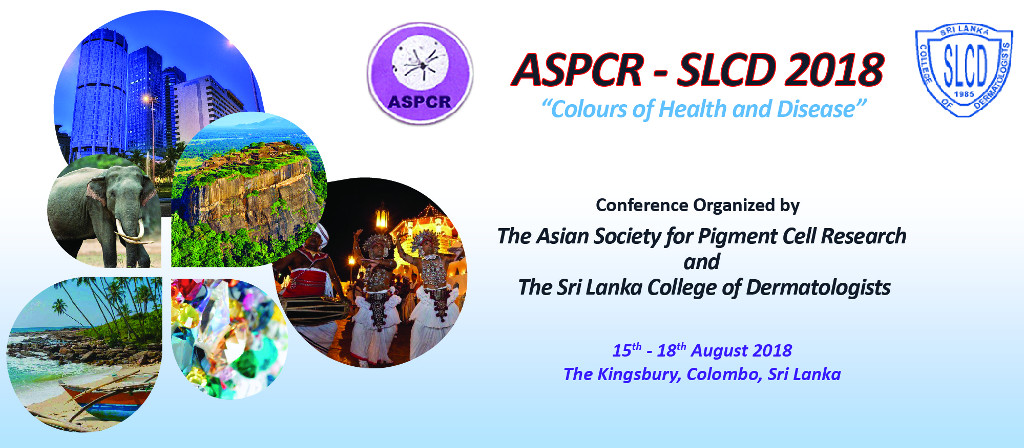 ASPCR
ASPCR - SLCD 2018
“Colours of Health and Disease”
SRI LANKA
COLLEGE OF
DERMATOLOGISTS
SLCD
1985
Conference Organized by
The Asian Society for Pigment Cell Research
and
The Sri Lanka College of Dermatologists
15th - 18th August 2018
The Kingsbury, Colombo, Sri Lanka